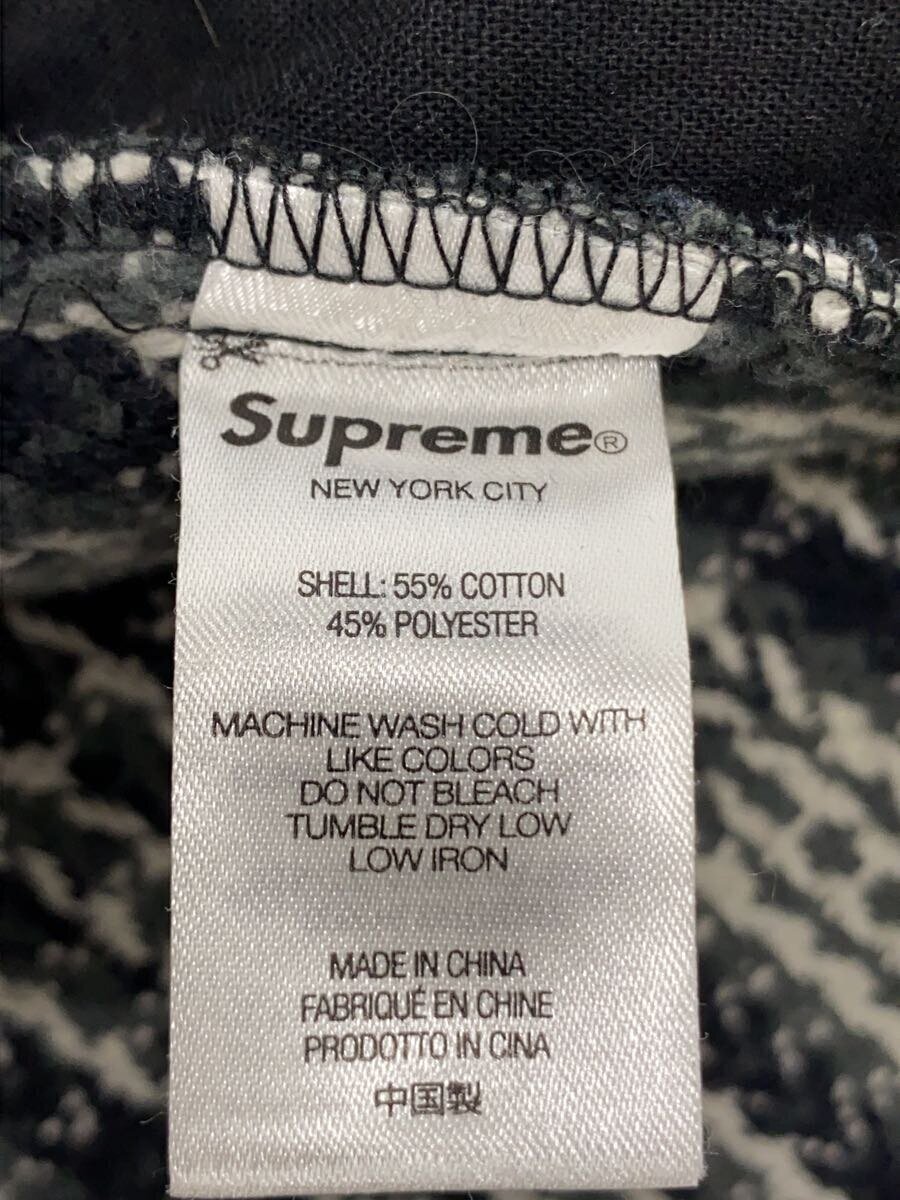 Supreme®
NEW YORK CITY
SHELL: 55% COTTON
45% POLYESTER
MACHINE WASH COLD WITH
LIKE COLORS
DO NOT BLEACH
TUMBLE DRY LOW
LOW IRON
MADE IN CHINA
FABRIQUÉ EN CHINE
PRODOTTO IN CINA
中国製